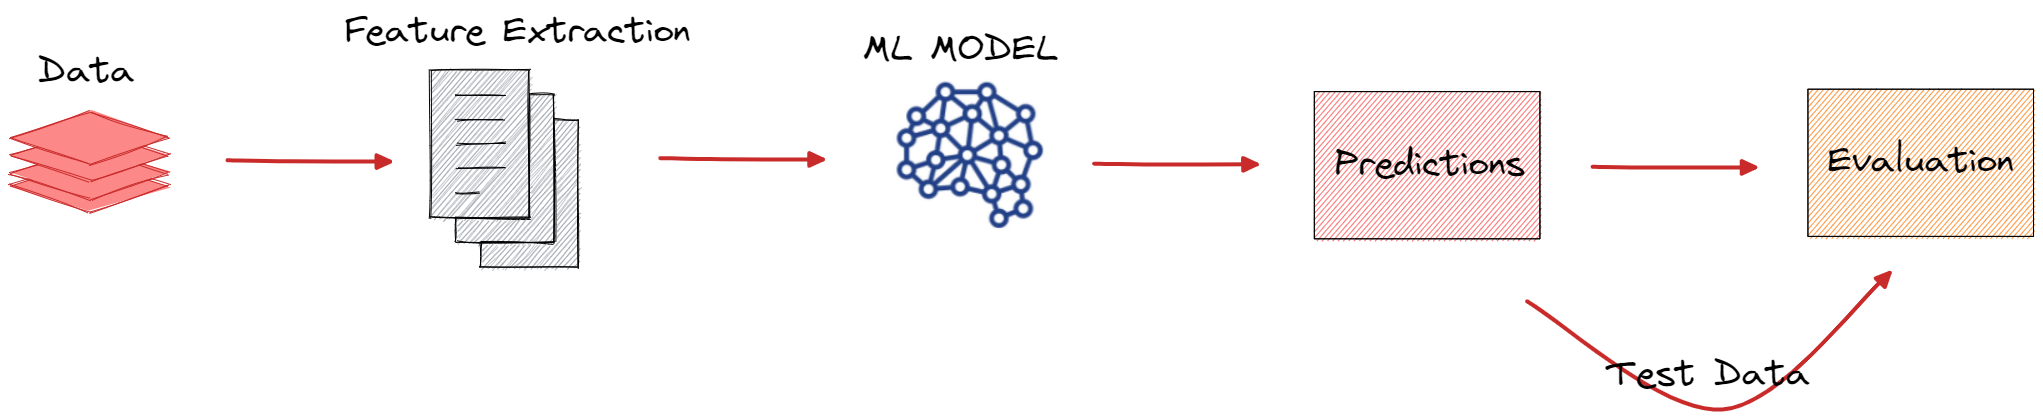 Data
Feature Extraction
ML MODEL
Predictions
Evaluation
Test Data